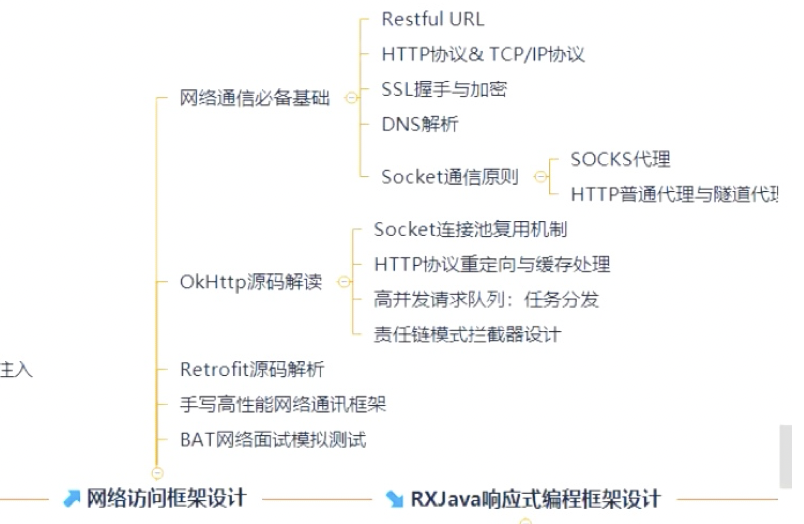 Restful URL
HTTP协议& TCP/IP协议
网络通信必备基础
SSL握手与加密
DNS解析
Socket通信原则
SOCKS代理
HTTP普通代理与隧道代理
Socket连接池复用机制
HTTP协议重定向与缓存处理
OkHttp源码解读
高并发请求队列：任务分发
责任链模式拦截器设计
主入
Retrofit源码解析
手写高性能网络通讯框架
BAT网络面试模拟测试
网络访问框架设计
RXJava响应式编程框架设计